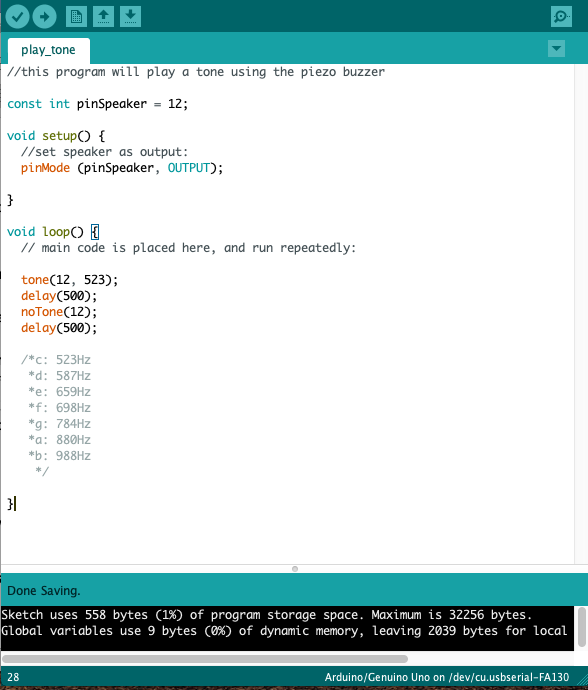 play_tone
//this program will play a tone using the piezo buzzer
const int pinSpeaker = 12;
void setup() {
//set speaker as output:
pinMode (pinSpeaker, OUTPUT);
}
void loop() {
// main code is placed here, and run repeatedly:
tone(12, 523);
delay(500);
noTone(12);
delay(500);
/*c: 523Hz
*d: 587Hz
*e: 659Hz
*f: 698Hz
*g: 784Hz
*a: 880Hz
*b: 988Hz
*/
}
Done Saving.
Sketch uses 558 bytes (1%) of program storage space. Maximum is 32256 bytes.
Global variables use 9 bytes (0%) of dynamic memory, leaving 2039 bytes for local
28 Arduino/Genuino Uno on /dev/cu.usbserial-FA130